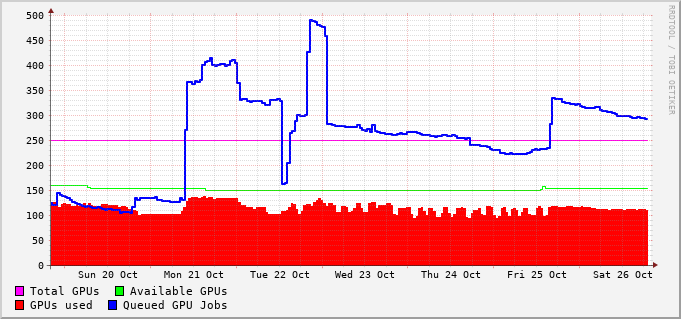 500
450
400
350
300
250
200
150
100
50
0
Sun 20 Oct Mon 21 Oct Tue 22 Oct Wed 23 Oct Thu 24 Oct Fri 25 Oct Sat 26 Oct
Total GPUs Available GPUs
GPUs used Queued GPU Jobs
RRDTOOL / TOBI OETIKER